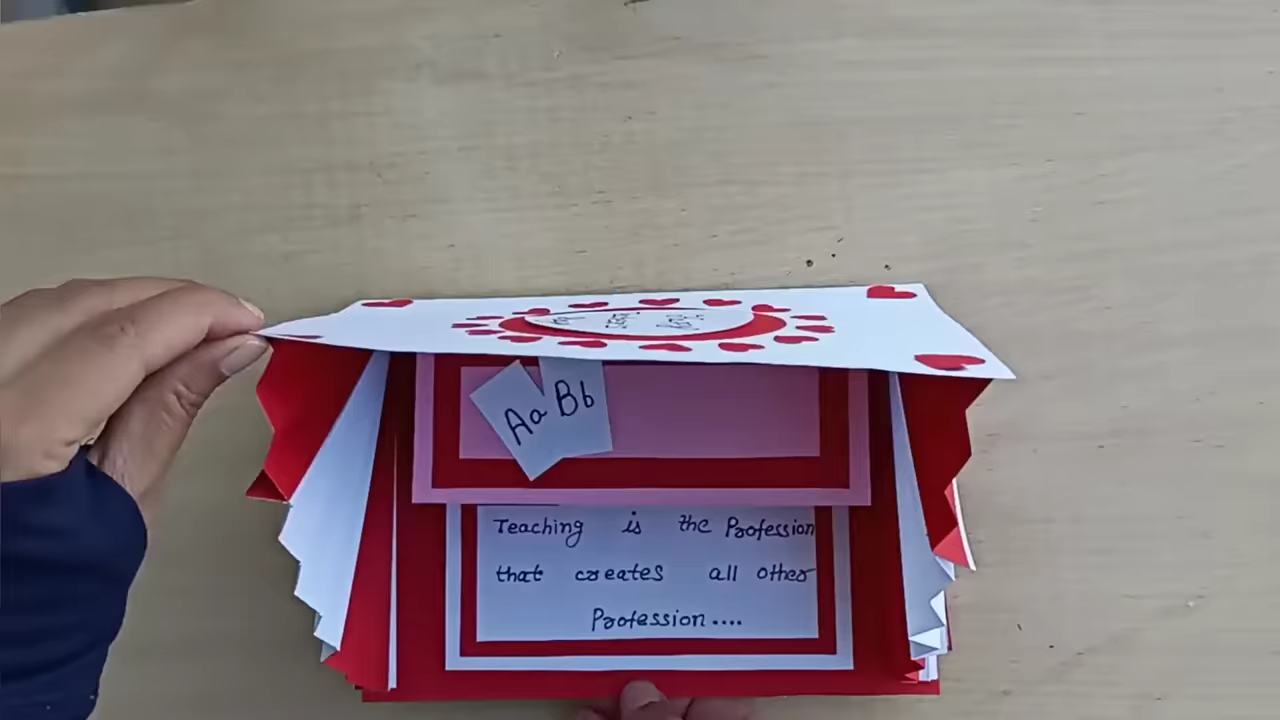 Aa Bb
Teaching is the Profession
that creates all other
Profession....